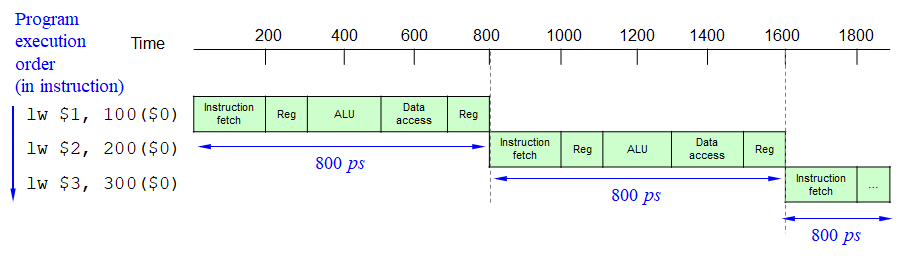 Program
execution
order
(in instruction)
Time
200 400 600 800 1000 1200 1400 1600 1800
lw $1, 100($0)
Instruction
fetch
Reg
ALU
Data
access
Reg
800 ps
lw $2, 200($0)
Instruction
fetch
Reg
ALU
Data
access
Reg
800 ps
lw $3, 300($0)
Instruction
fetch
...
800 ps